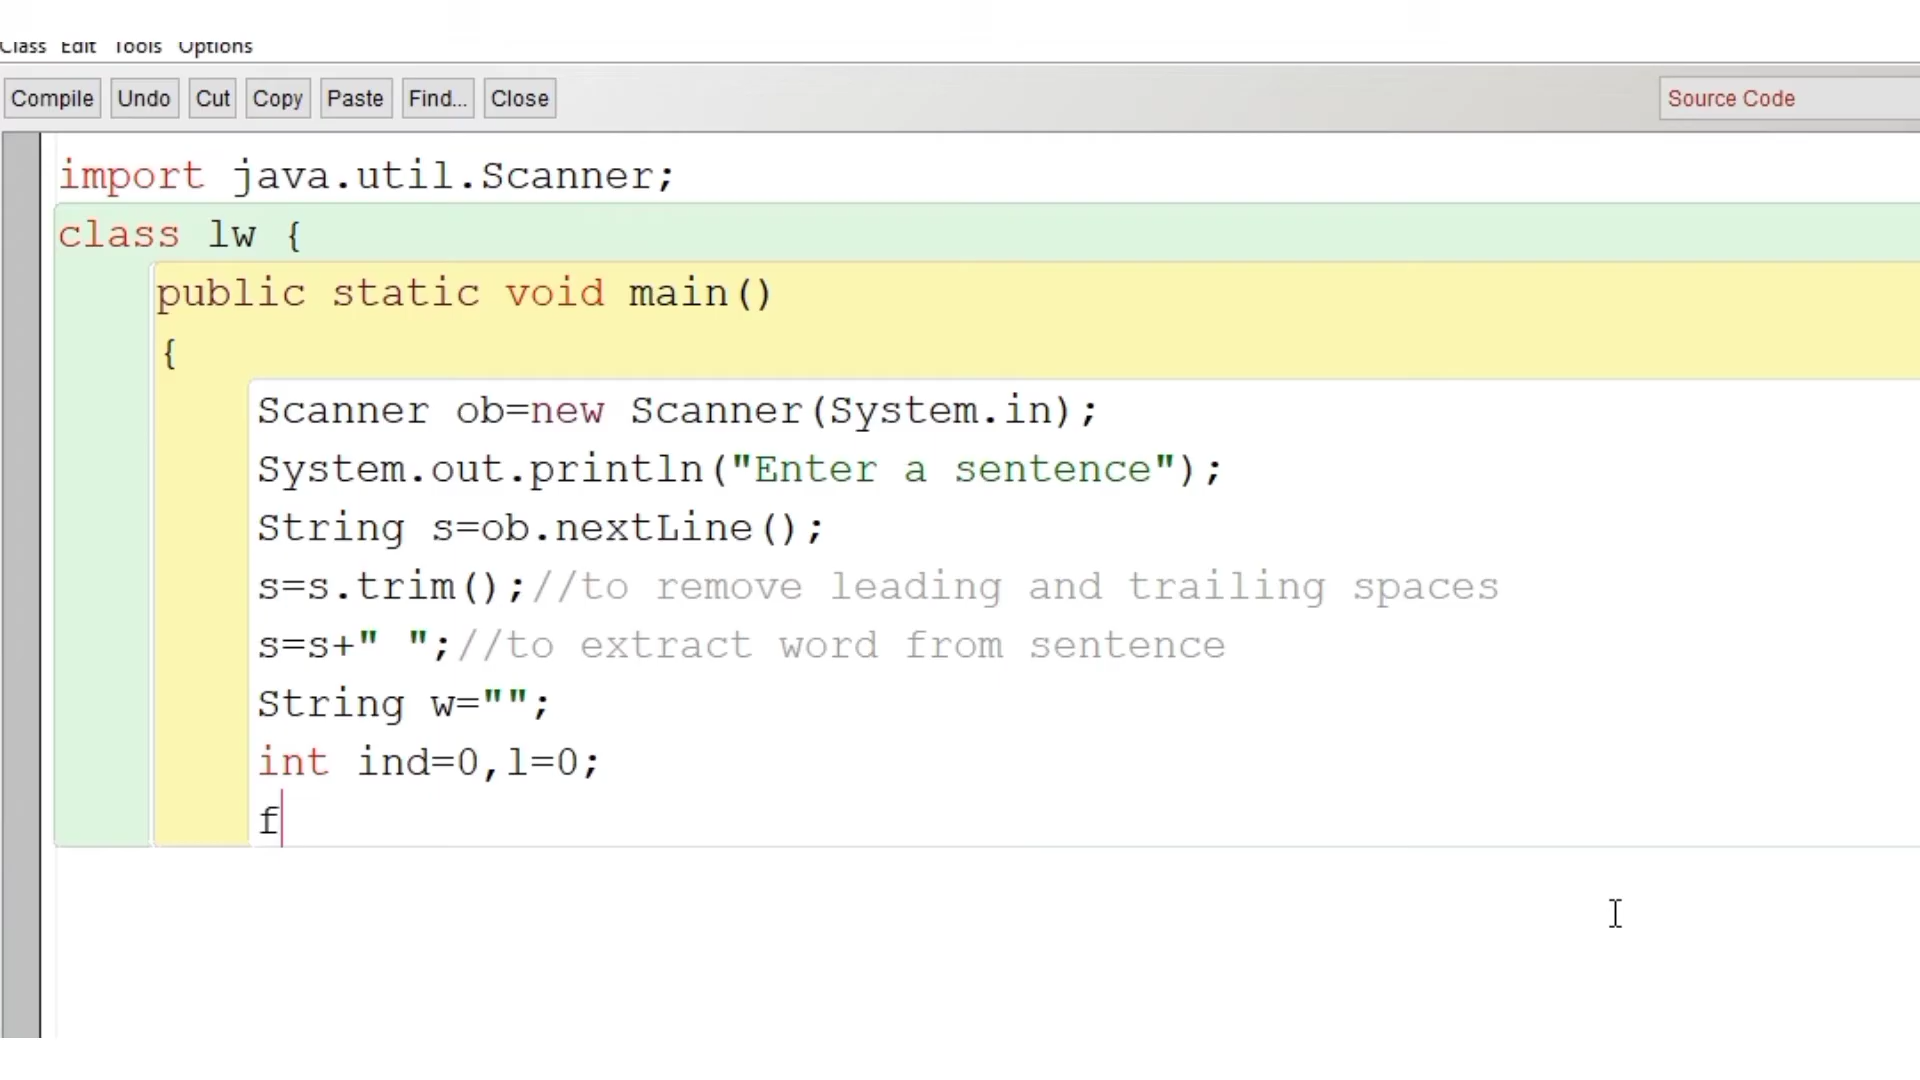 Class Edit Tools Options
Compile Undo Cut Copy Paste Find... Close Source Code
import java.util.Scanner;
class lw {
public static void main()
{
Scanner ob=new Scanner(System.in);
System.out.println("Enter a sentence");
String s=ob.nextLine();
s=s.trim();//to remove leading and trailing spaces
s=s+" ";//to extract word from sentence
String w="";
int ind=0,l=0;
f